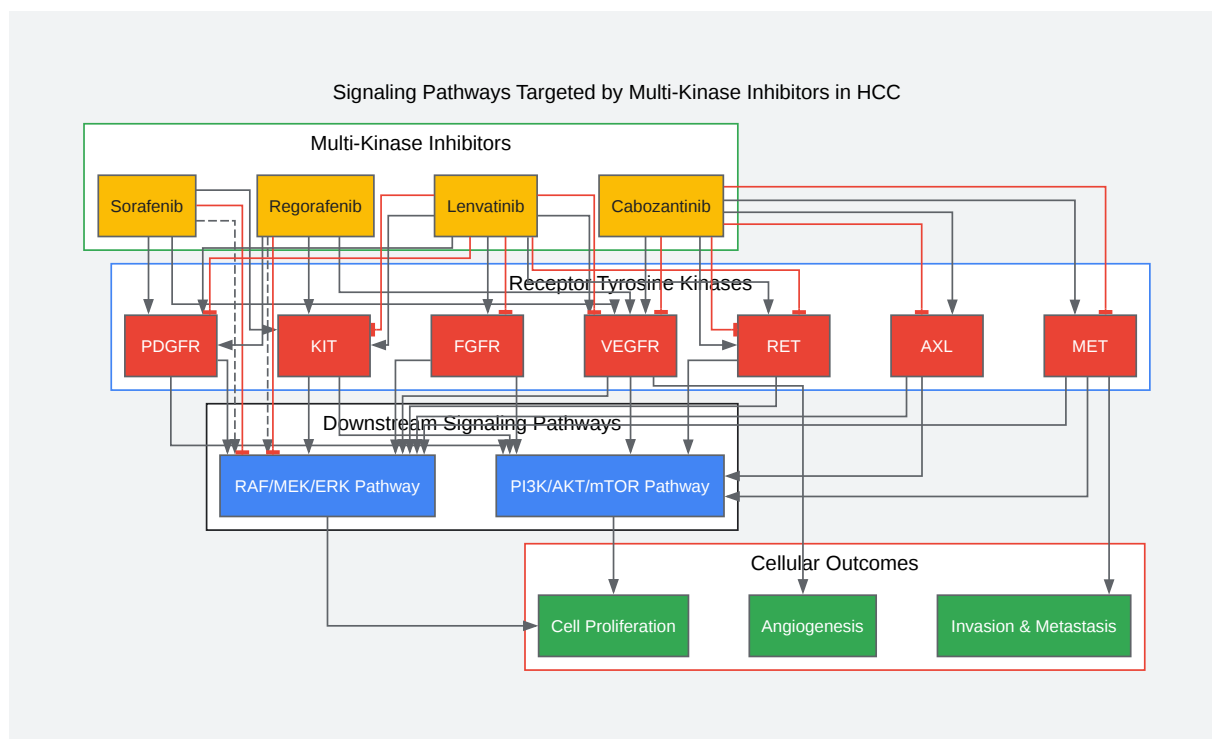 Signaling Pathways Targeted by Multi-Kinase Inhibitors in HCC
Multi-Kinase Inhibitors
Sorafenib
Regorafenib
Lenvatinib
Cabozantinib
Receptor Tyrosine Kinases
PDGFR
KIT
FGFR
VEGFR
RET
AXL
MET
Downstream Signaling Pathways
RAF/MEK/ERK Pathway
PI3K/AKT/mTOR Pathway
Cellular Outcomes
Cell Proliferation
Angiogenesis
Invasion & Metastasis